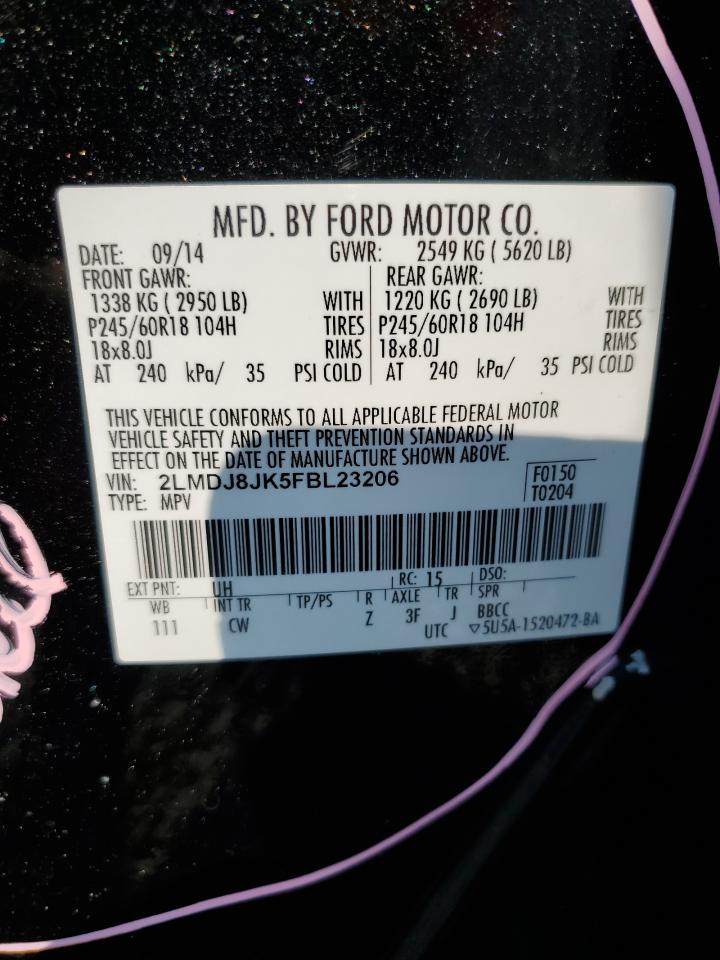 MFD. BY FORD MOTOR CO.
DATE: 09/14 GVWR: 2549 KG ( 5620 LB)
FRONT GAWR: REAR GAWR:
1338 KG ( 2950 LB) WITH 1220 KG ( 2690 LB) WITH
P245/60R18 104H TIRES P245/60R18 104H TIRES
18x8.0J RIMS 18x8.0J RIMS
AT 240 kPa/ 35 PSI COLD AT 240 kPa/ 35 PSI COLD
THIS VEHICLE CONFORMS TO ALL APPLICABLE FEDERAL MOTOR
VEHICLE SAFETY AND THEFT PREVENTION STANDARDS IN
EFFECT ON THE DATE OF MANUFACTURE SHOWN ABOVE.
VIN: 2LMDJ8JK5FBL23206 F0150
TYPE: MPV T0204
EXT PNT: UH RC: 15 DSO:
WB INT TR TP/PS R AXLE TR SPR
111 CW Z 3F J BBCC
UTC ▽5U5A-1520472-BA